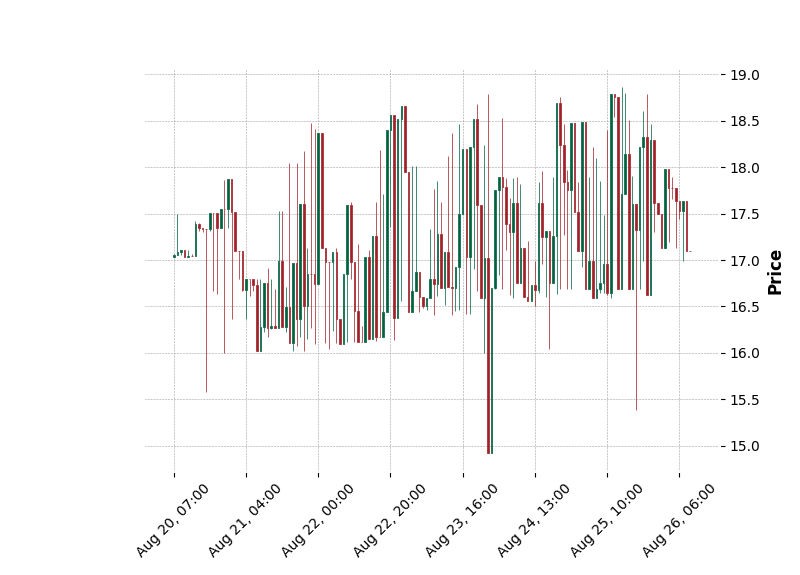 19.0
18.5
18.0
17.5
17.0
16.5
16.0
15.5
15.0
Price
Aug 20, 07:00
Aug 21, 04:00
Aug 22, 00:00
Aug 22, 20:00
Aug 23, 16:00
Aug 24, 13:00
Aug 25, 10:00
Aug 26, 06:00